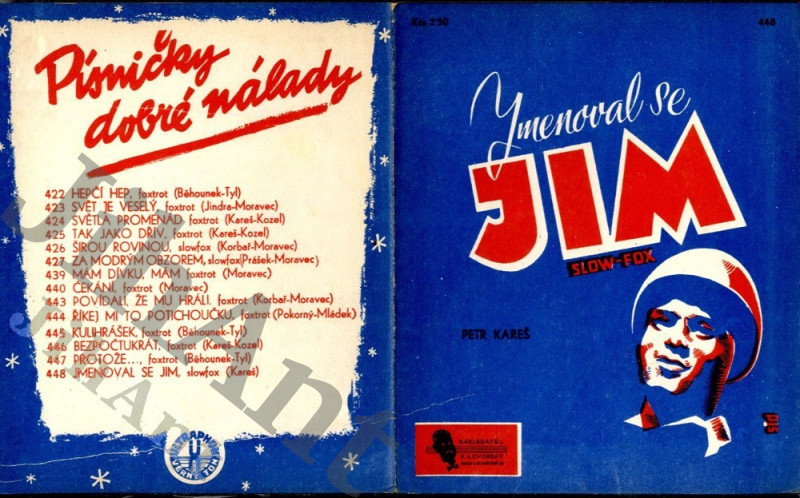 Písničky
dobré nálady
422 HEPČÍ HEP, foxtrot (Běhounek-Tyl)
423 SVĚT JE VESELÝ, foxtrot (Jindra-Moravec)
424 SVĚTLA PROMENÁD, foxtrot (Kareš-Kozel)
425 TAK JAKO DŘÍV, foxtrot (Kareš-Kozel)
426 ŠIROU ROVINOU, slowfox (Korbař-Moravec)
427 ZA MODRÝM OBZOREM, slowfox (Prášek-Moravec)
439 MÁM DÍVKU, MÁM foxtrot (Moravec)
440 ČEKÁNÍ, foxtrot (Moravec)
443 POVÍDALI, ŽE MU HRÁLI, foxtrot (Korbař-Moravec)
444 ŘÍKEJ MI TO POTICHOUČKU, foxtrot (Pokorný-Mládek)
445 KULIHRÁŠEK, foxtrot (Běhounek-Tyl)
446 BEZPOČTUKRÁT, foxtrot (Kareš-Kozel)
447 PROTOŽE..., foxtrot (Běhounek-Tyl)
448 JMENOVAL SE JIM, slowfox (Kareš)
VĚRNÝ TÓN
Kčs 2'50
448
Jmenoval se
JIM
SLOW-FOX
PETR KAREŠ
NAKLADATEL
R.A.DVORSKÝ